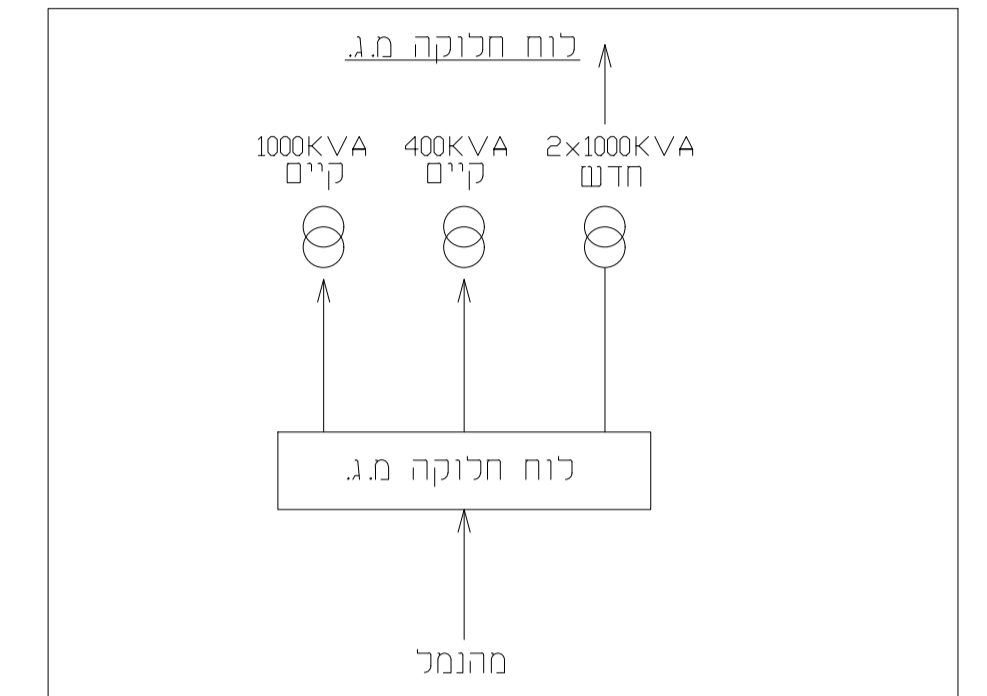 לוח חלוקה מ.ג.
2x1000KVA
חדש
400KVA
קיים
1000KVA
קיים
לוח חלוקה מ.ג.
מהנמל